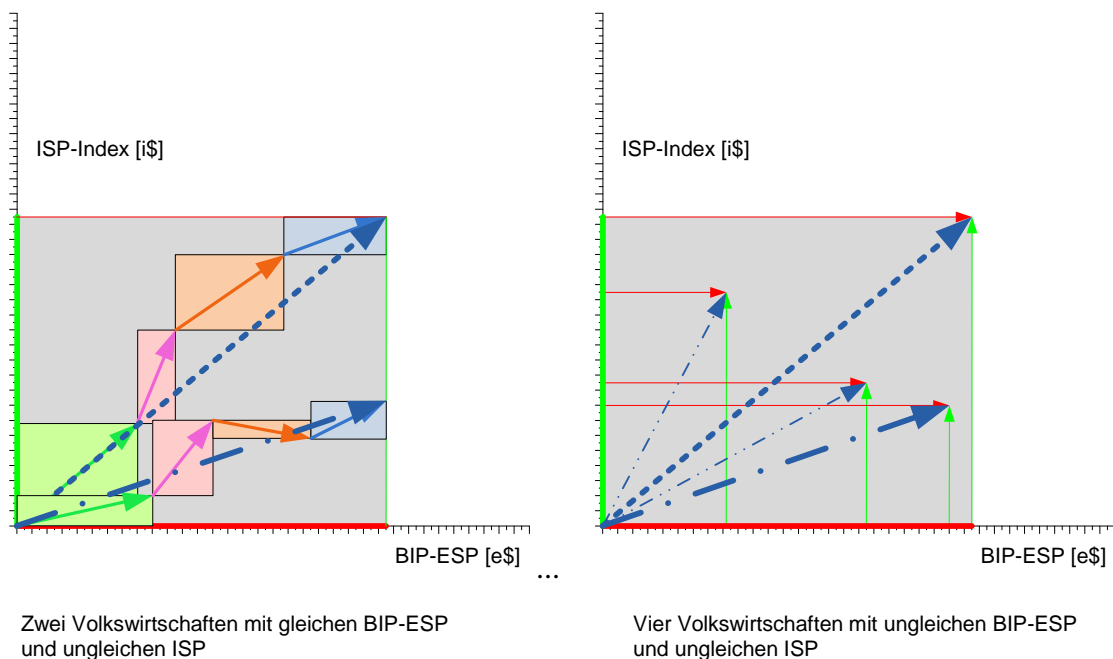 ISP-Index [i$]
ISP-Index [i$]
BIP-ESP [e$]
BIP-ESP [e$]
...
Zwei Volkswirtschaften mit gleichen BIP-ESP
und ungleichen ISP
Vier Volkswirtschaften mit ungleichen BIP-ESP
und ungleichen ISP